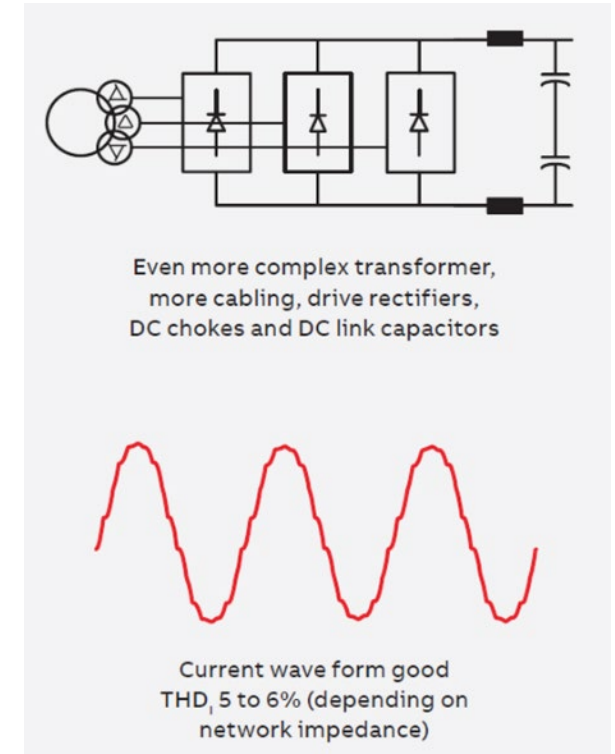 Even more complex transformer,
more cabling, drive rectifiers,
DC chokes and DC link capacitors
Current wave form good
THDI 5 to 6% (depending on
network impedance)